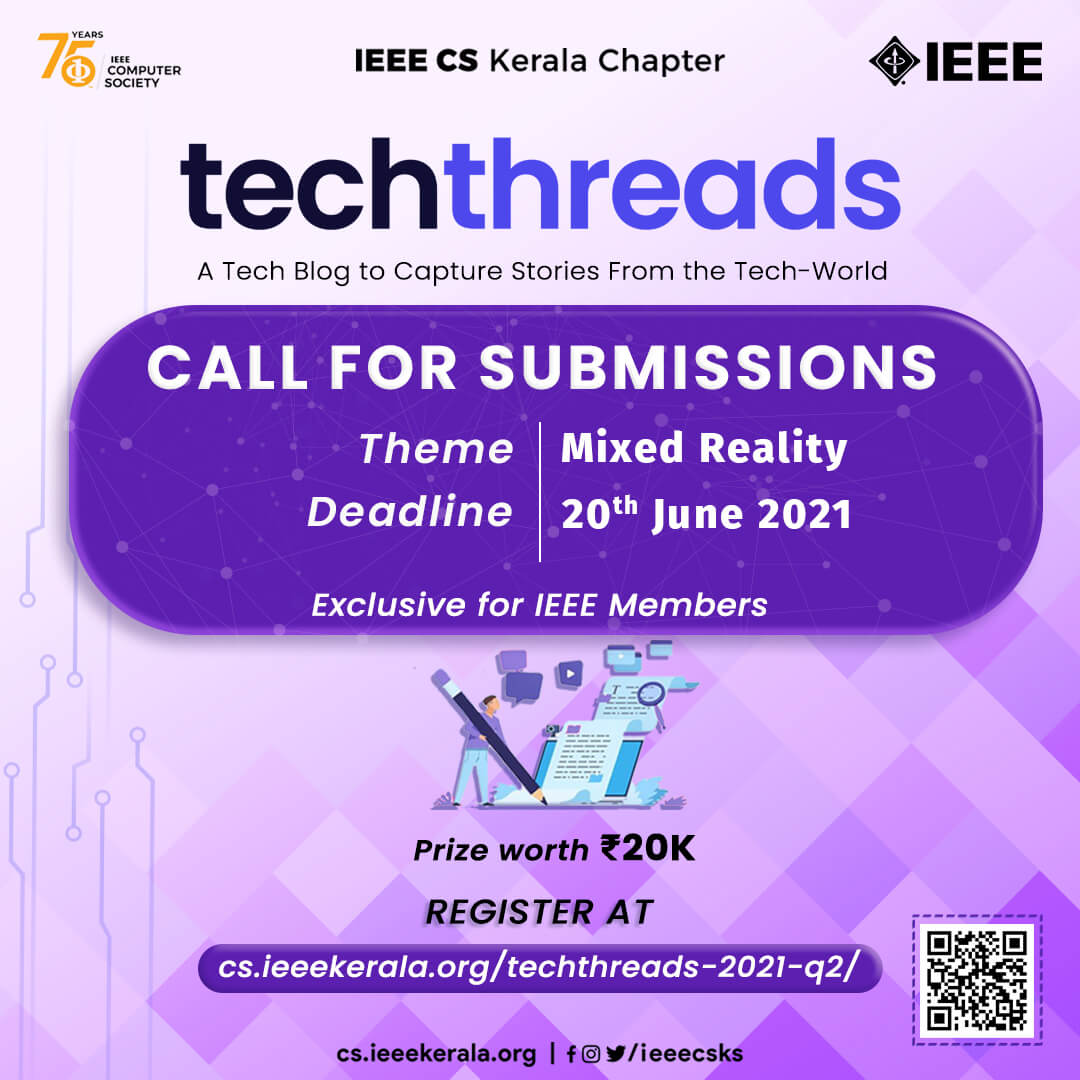 75 YEARS
IEEE
COMPUTER
SOCIETY
IEEE CS Kerala Chapter
IEEE
techthreads
A Tech Blog to Capture Stories From the Tech-World
CALL FOR SUBMISSIONS
Theme Mixed Reality
Deadline 20th June 2021
Exclusive for IEEE Members
T
Prize worth ₹20K
REGISTER AT
cs.ieeekerala.org/techthreads-2021-q2/
cs.ieeekerala.org | /ieeecsks